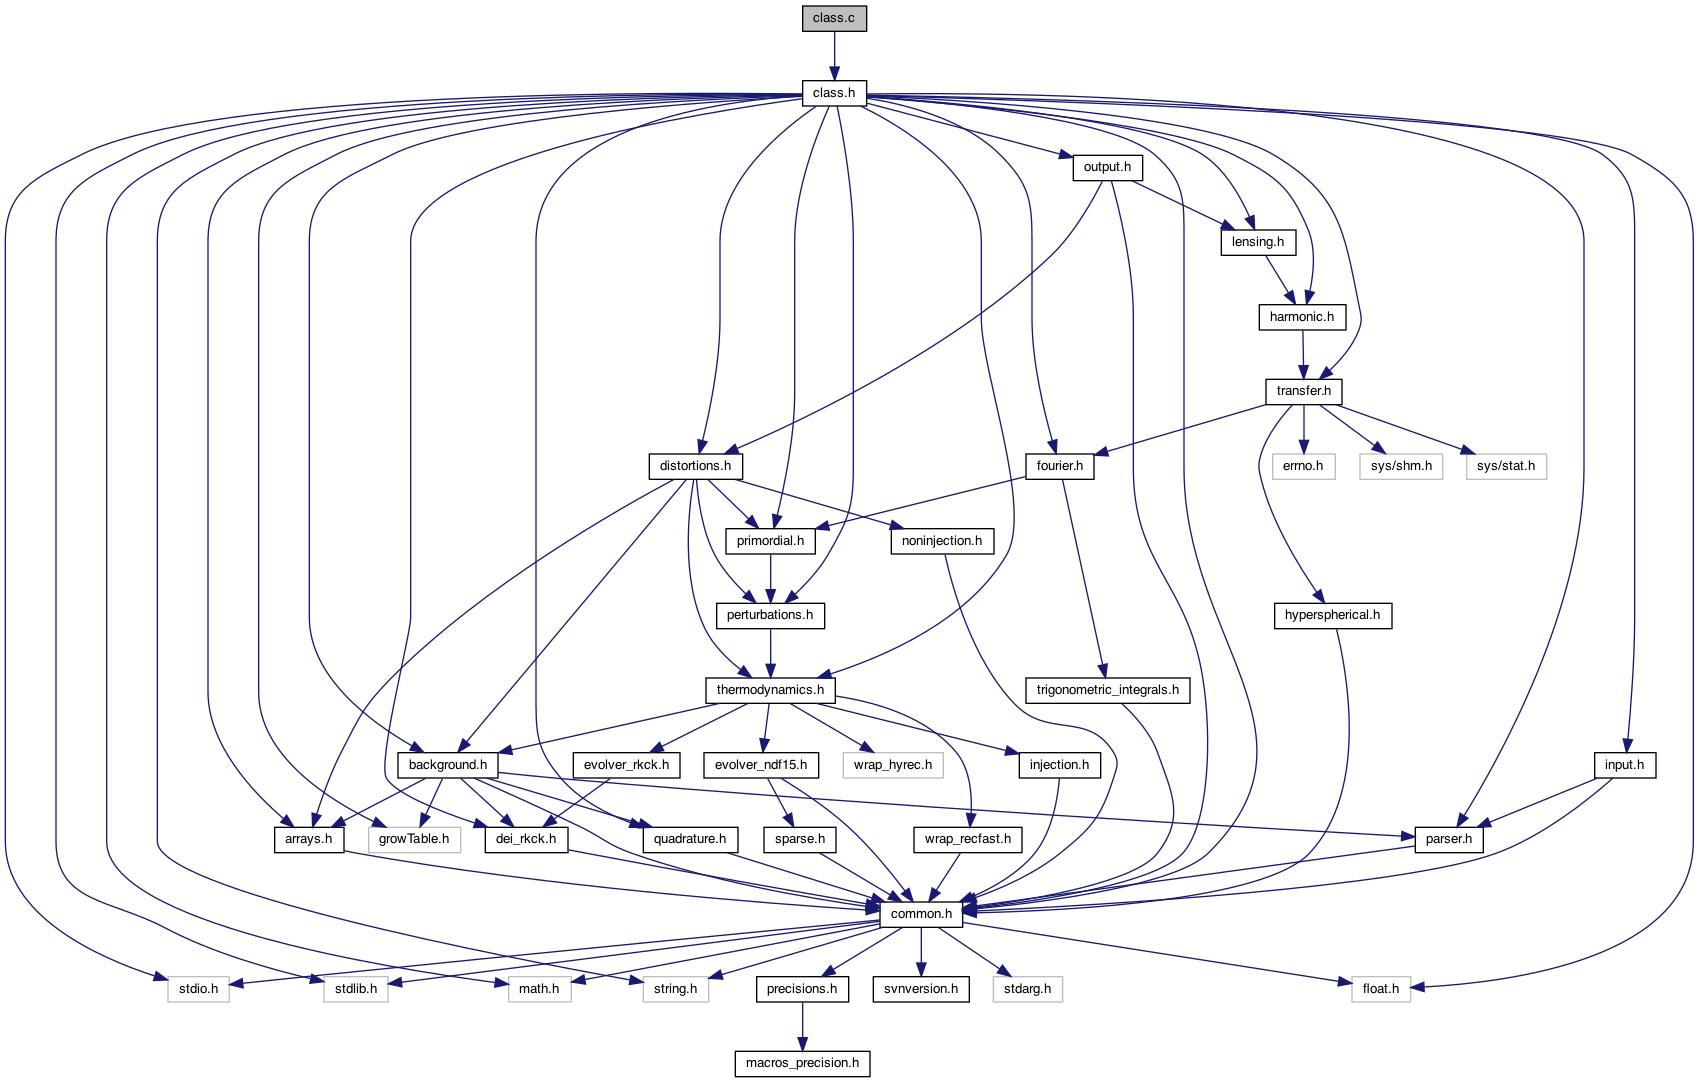 class.c
class.h
output.h
lensing.h
harmonic.h
transfer.h
distortions.h
fourier.h
errno.h
sys/shm.h
sys/stat.h
primordial.h
noninjection.h
perturbations.h
hyperspherical.h
thermodynamics.h
trigonometric_integrals.h
background.h
evolver_rkck.h
evolver_ndf15.h
wrap_hyrec.h
injection.h
input.h
arrays.h
growTable.h
dei_rkck.h
quadrature.h
sparse.h
wrap_recfast.h
parser.h
common.h
stdio.h
stdlib.h
math.h
string.h
precisions.h
svnversion.h
stdarg.h
float.h
macros_precision.h